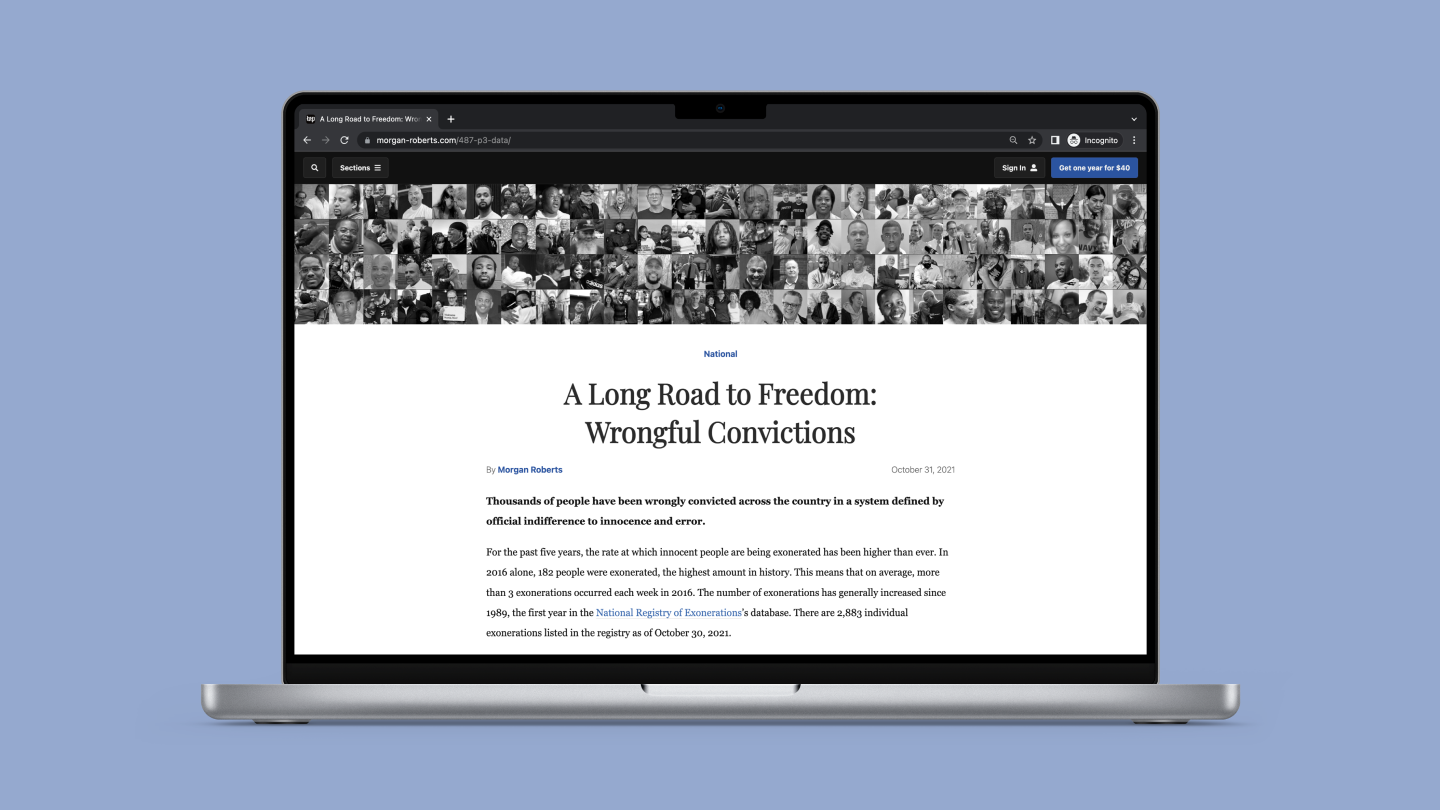 A Long Road to Freedom: Wro
morgan-roberts.com/487-p3-data/
Incognito
Sections
Sign In
Get one year for $40
National
A Long Road to Freedom:
Wrongful Convictions
By Morgan Roberts
October 31, 2021
Thousands of people have been wrongly convicted across the country in a system defined by
official indifference to innocence and error.
For the past five years, the rate at which innocent people are being exonerated has been higher than ever. In
2016 alone, 182 people were exonerated, the highest amount in history. This means that on average, more
than 3 exonerations occurred each week in 2016. The number of exonerations has generally increased since
1989, the first year in the National Registry of Exonerations's database. There are 2,883 individual
exonerations listed in the registry as of October 30, 2021.